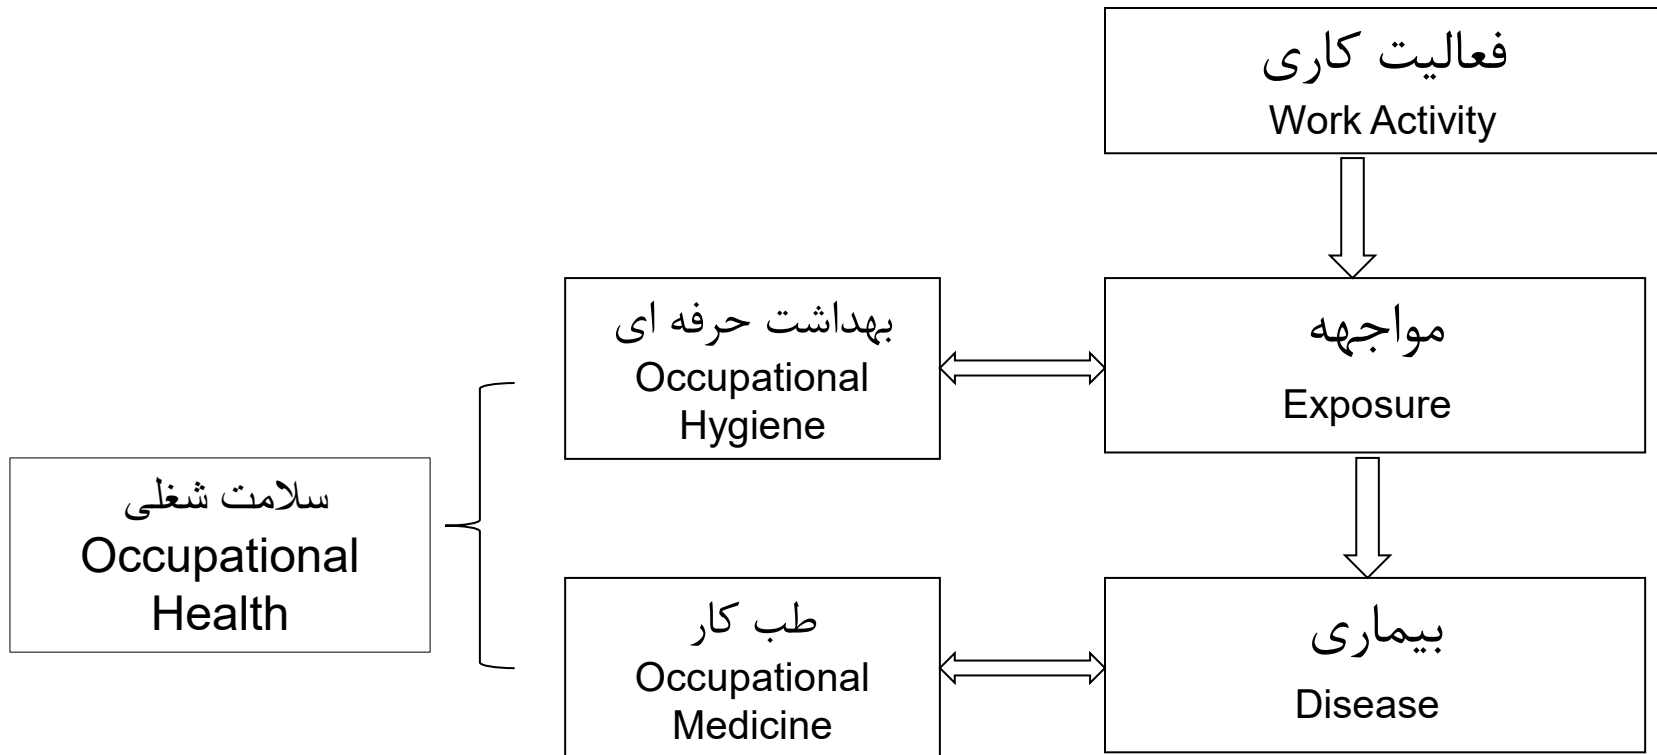 فعالیت کاری
Work Activity
بهداشت حرفه ای
Occupational
Hygiene
مواجهه
Exposure
سلامت شغلی
Occupational
Health
طب کار
Occupational
Medicine
بیماری
Disease